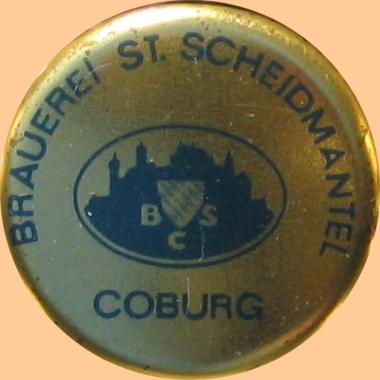 BRAUEREI ST. SCHEIDMANTEL
B S
C
COBURG